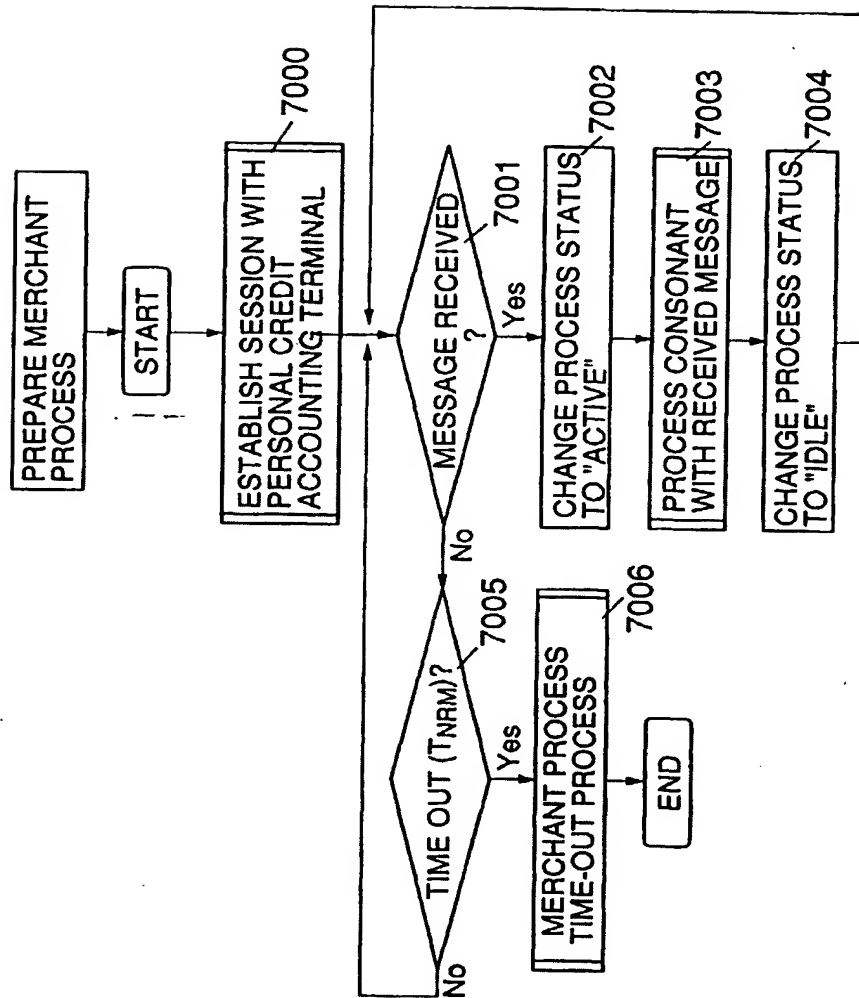 PREPARE MERCHANT
PROCESS
START
ESTABLISH SESSION WITH
PERSONAL CREDIT
ACCOUNTING TERMINAL
7000
MESSAGE RECEIVED
?
7001
Yes
No
CHANGE PROCESS STATUS
TO "ACTIVE"
7002
PROCESS CONSONANT
WITH RECEIVED MESSAGE
7003
CHANGE PROCESS STATUS
TO "IDLE"
7004
TIME OUT (TNRM)?
7005
No
Yes
MERCHANT PROCESS
TIME-OUT PROCESS
7006
END